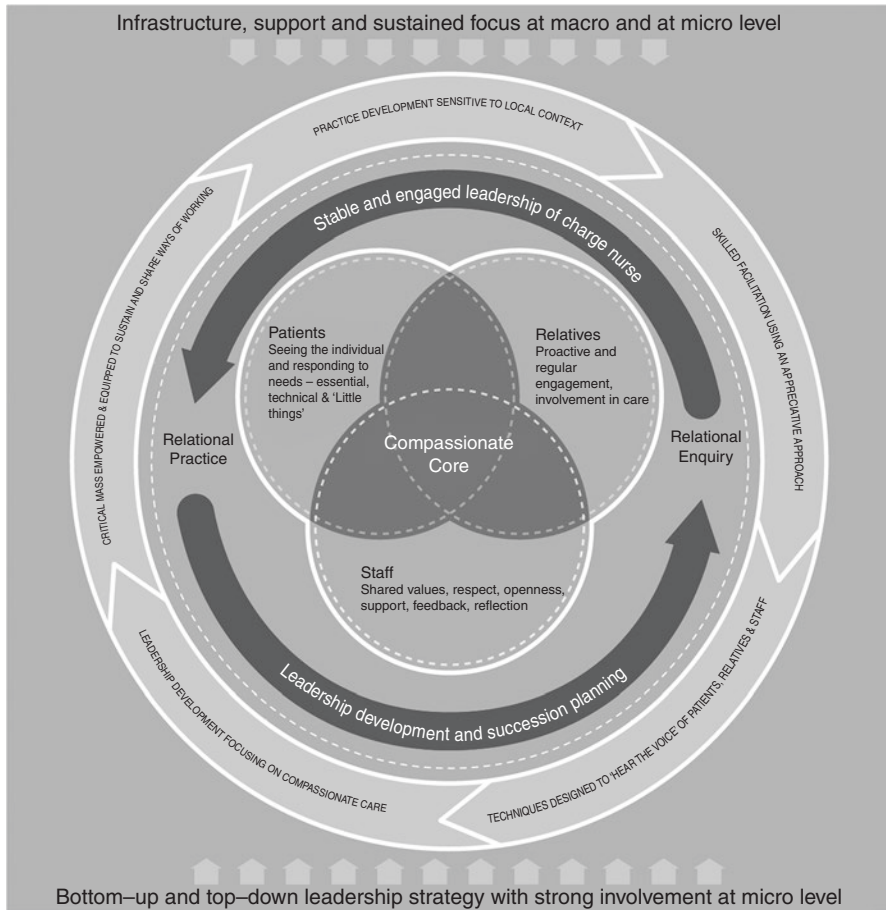 Infrastructure, support and sustained focus at macro and at micro level
PRACTICE DEVELOPMENT SENSITIVE TO LOCAL CONTEXT
SKILLED FACILITATION USING AN APPRECIATIVE APPROACH
TECHNIQUES DESIGNED TO 'HEAR THE VOICE' OF PATIENTS, RELATIVES & STAFF
LEADERSHIP DEVELOPMENT FOCUSING ON COMPASSIONATE CARE
CRITICAL MASS EMPOWERED & EQUIPPED TO SUSTAIN AND SHARE WAYS OF WORKING
Stable and engaged leadership of charge nurse
Patients
Seeing the individual
and responding to
needs – essential,
technical & 'Little
things'
Relatives
Proactive and
regular
engagement,
involvement in care
Relational
Practice
Compassionate
Core
Relational
Enquiry
Staff
Shared values, respect, openness,
support, feedback, reflection
Leadership development and succession planning
Bottom–up and top–down leadership strategy with strong involvement at micro level